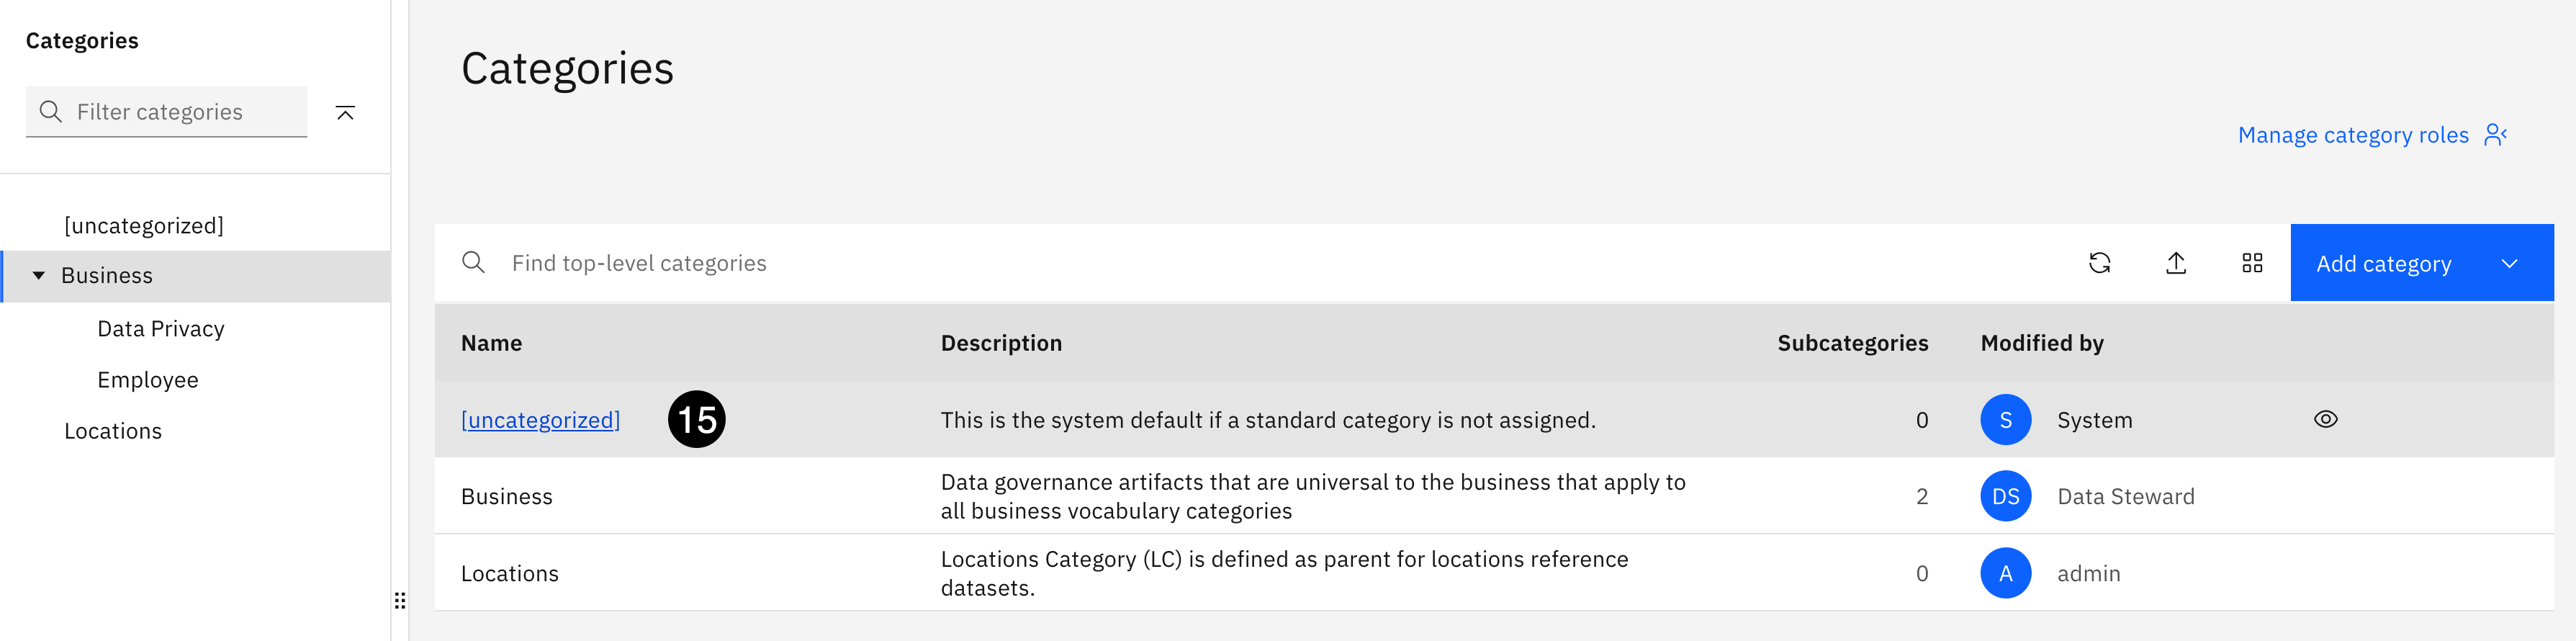 Categories
Filter categories
[uncategorized]
Business
Data Privacy
Employee
Locations
Categories
Manage category roles
Find top-level categories
Add category
Name Description Subcategories Modified by
[uncategorized] 15 This is the system default if a standard category is not assigned. 0 S System
Business Data governance artifacts that are universal to the business that apply to
all business vocabulary categories 2 DS Data Steward
Locations Locations Category (LC) is defined as parent for locations reference
datasets. 0 A admin